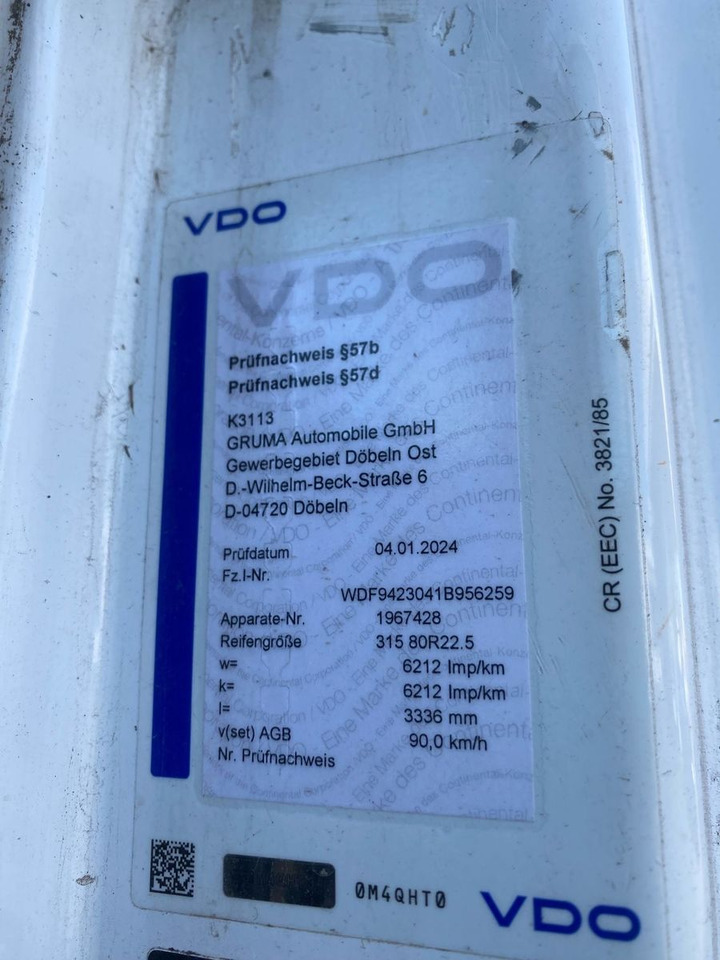 VDO
VDO
Prüfnachweis §57b
Prüfnachweis §57d
K3113
GRUMA Automobile GmbH
Gewerbegebiet Döbeln Ost
D.-Wilhelm-Beck-Straße 6
D-04720 Döbeln
Prüfdatum 04.01.2024
Fz.I-Nr.
WDF9423041B956259
Apparate-Nr. 1967428
Reifengröße 315 80R22.5
w= 6212 Imp/km
k= 6212 Imp/km
l= 3336 mm
v(set) AGB 90,0 km/h
Nr. Prüfnachweis
CR (EEC) No. 3821/85
0M4QHT0
VDO